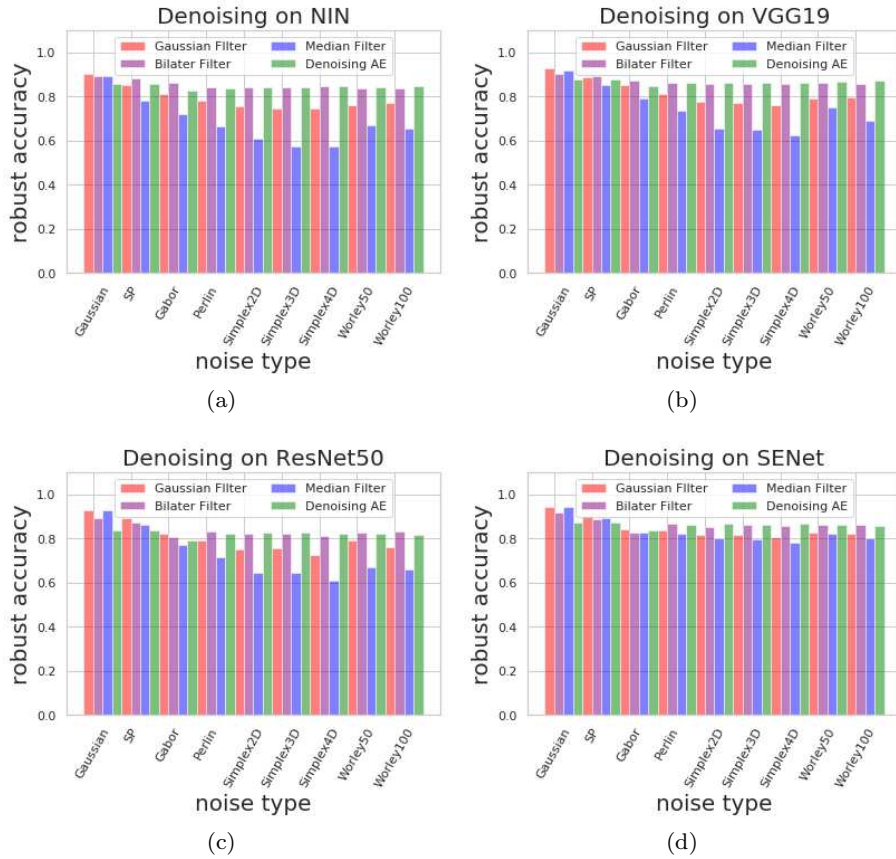 Denoising on NIN
Gaussian FIlter
Median Filter
Bilater Filter
Denoising AE
robust accuracy
1.0
0.8
0.6
0.4
0.2
0.0
Gaussian
SP
Gabor
Perlin
Simplex2D
Simplex3D
Simplex4D
Worley50
Worley100
noise type
(a)
Denoising on VGG19
Gaussian FIlter
Median Filter
Bilater Filter
Denoising AE
robust accuracy
1.0
0.8
0.6
0.4
0.2
0.0
Gaussian
SP
Gabor
Perlin
Simplex2D
Simplex3D
Simplex4D
Worley50
Worley100
noise type
(b)
Denoising on ResNet50
Gaussian FIlter
Median Filter
Bilater Filter
Denoising AE
robust accuracy
1.0
0.8
0.6
0.4
0.2
0.0
Gaussian
SP
Gabor
Perlin
Simplex2D
Simplex3D
Simplex4D
Worley50
Worley100
noise type
(c)
Denoising on SENet
Gaussian FIlter
Median Filter
Bilater Filter
Denoising AE
robust accuracy
1.0
0.8
0.6
0.4
0.2
0.0
Gaussian
SP
Gabor
Perlin
Simplex2D
Simplex3D
Simplex4D
Worley50
Worley100
noise type
(d)